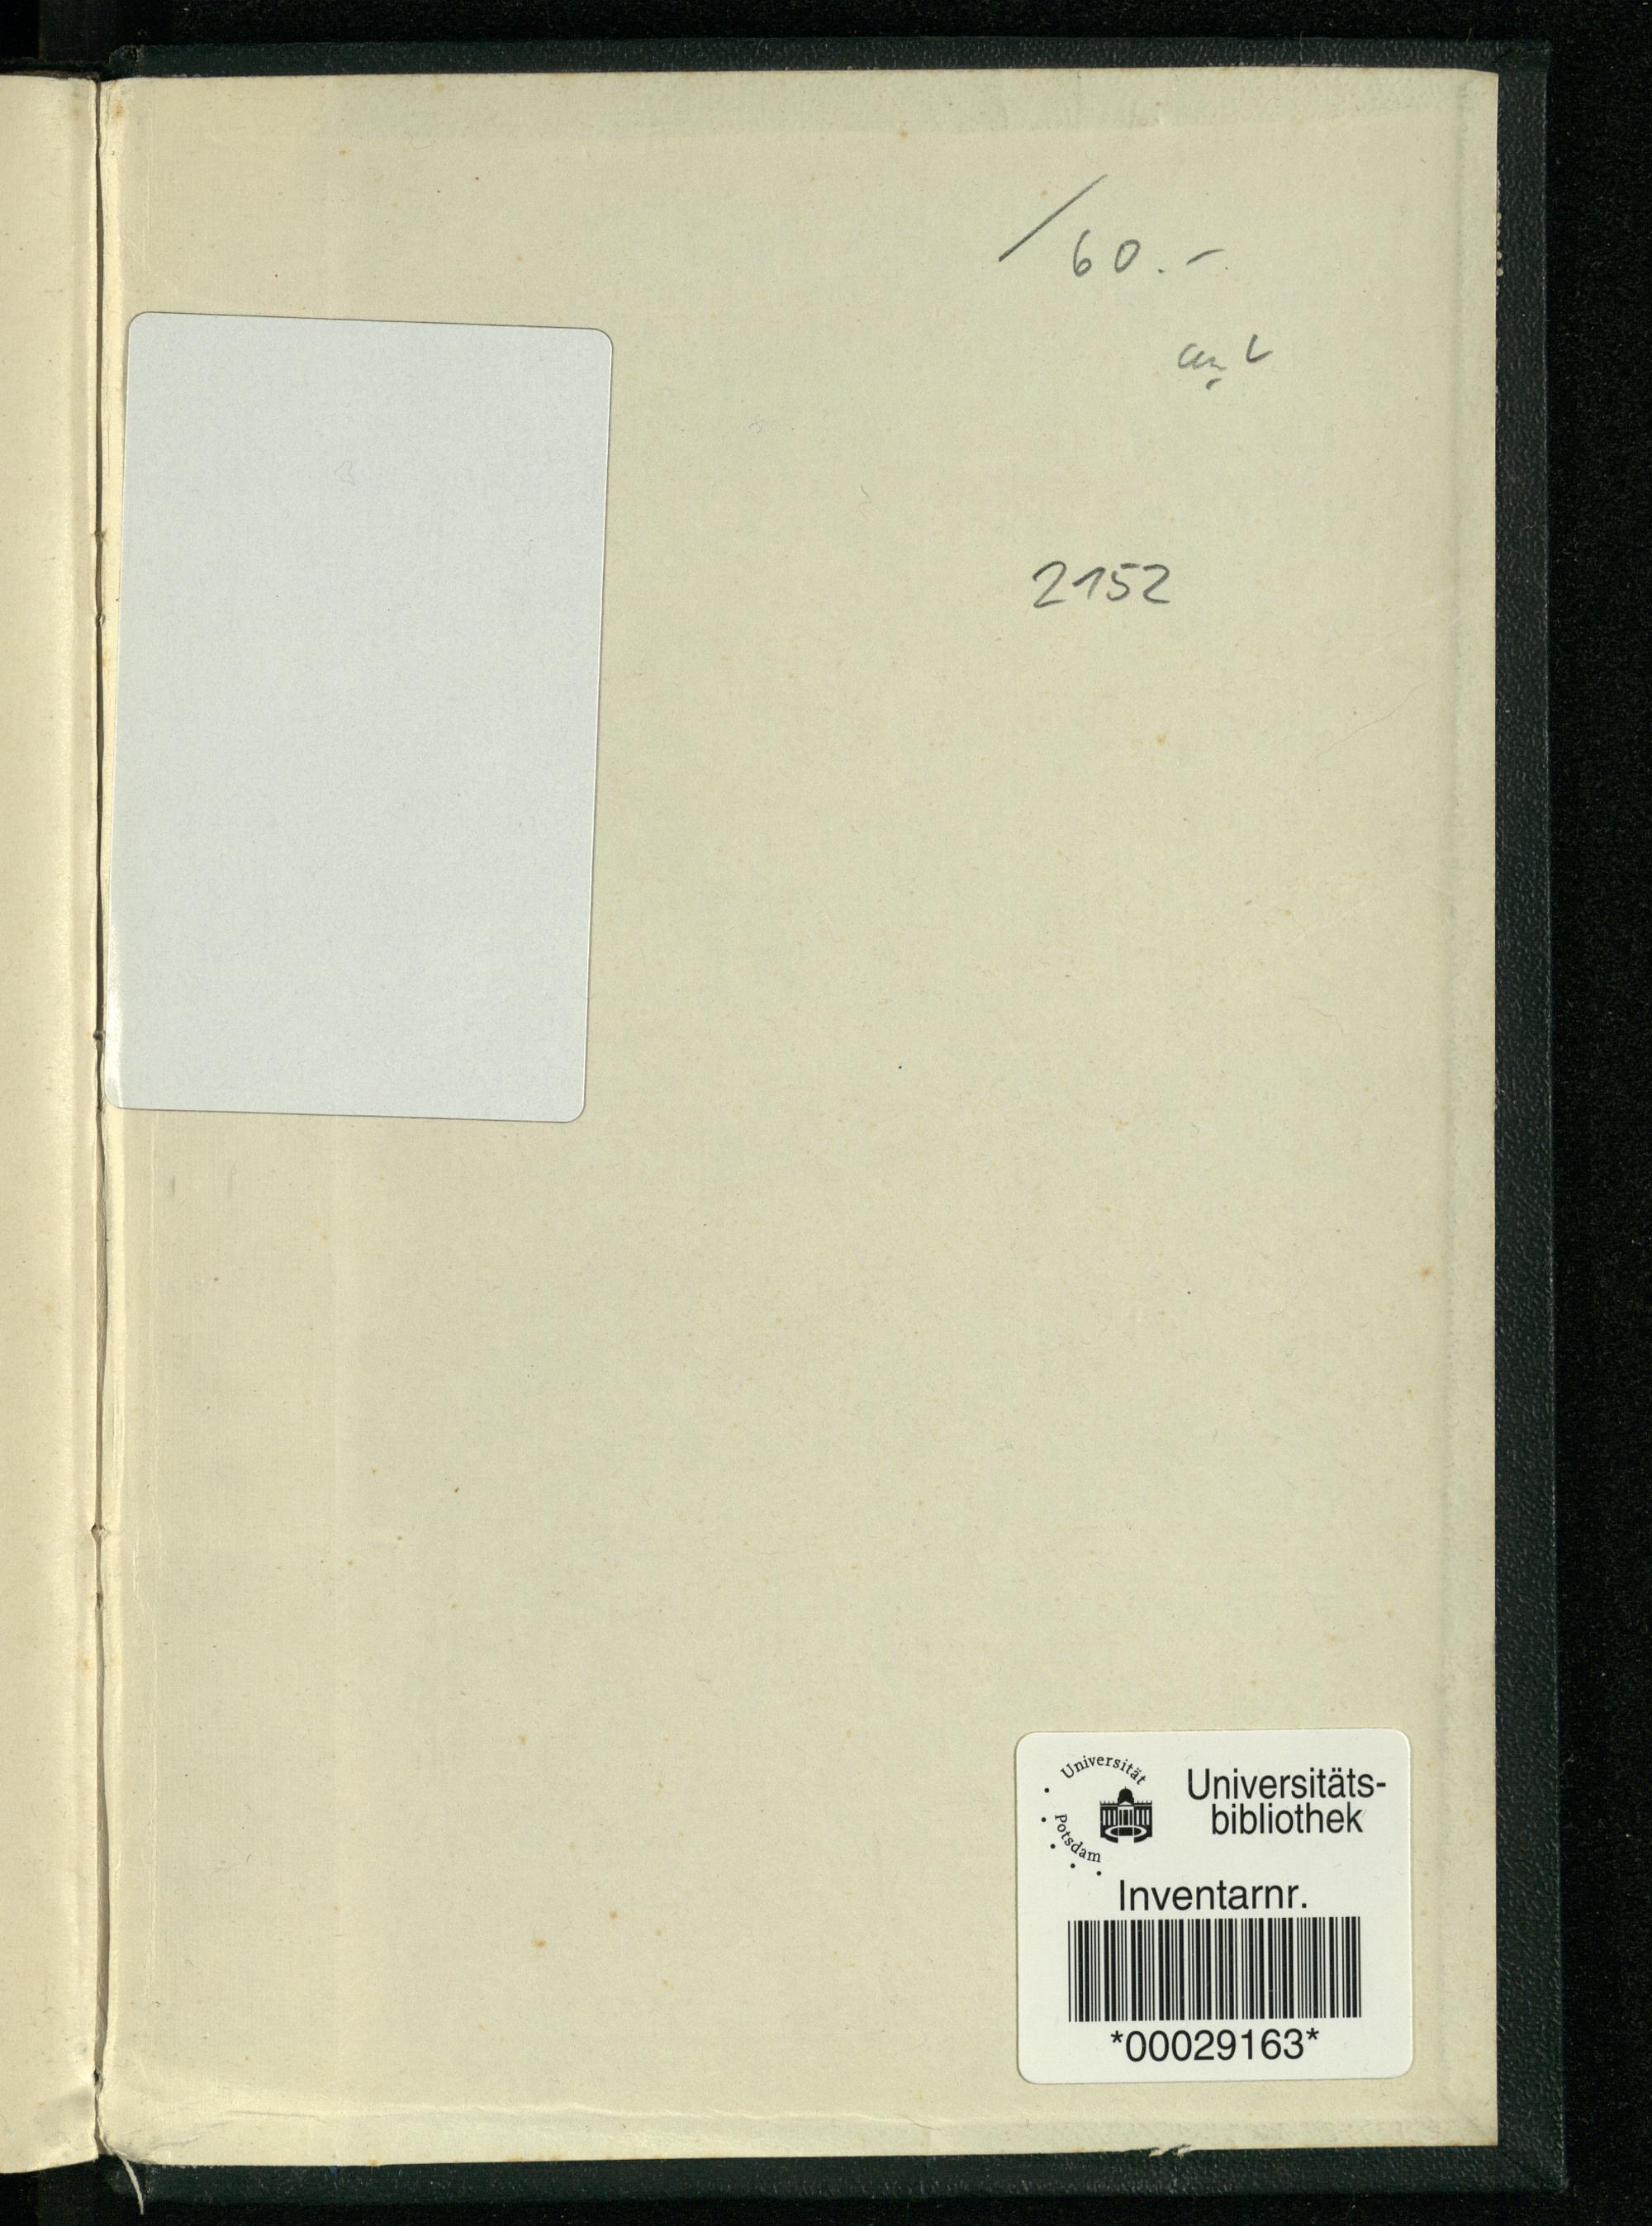 /60.-
2152
Universität
Potsdam
Universitäts-
bibliothek
Inventarnr.
*00029163*